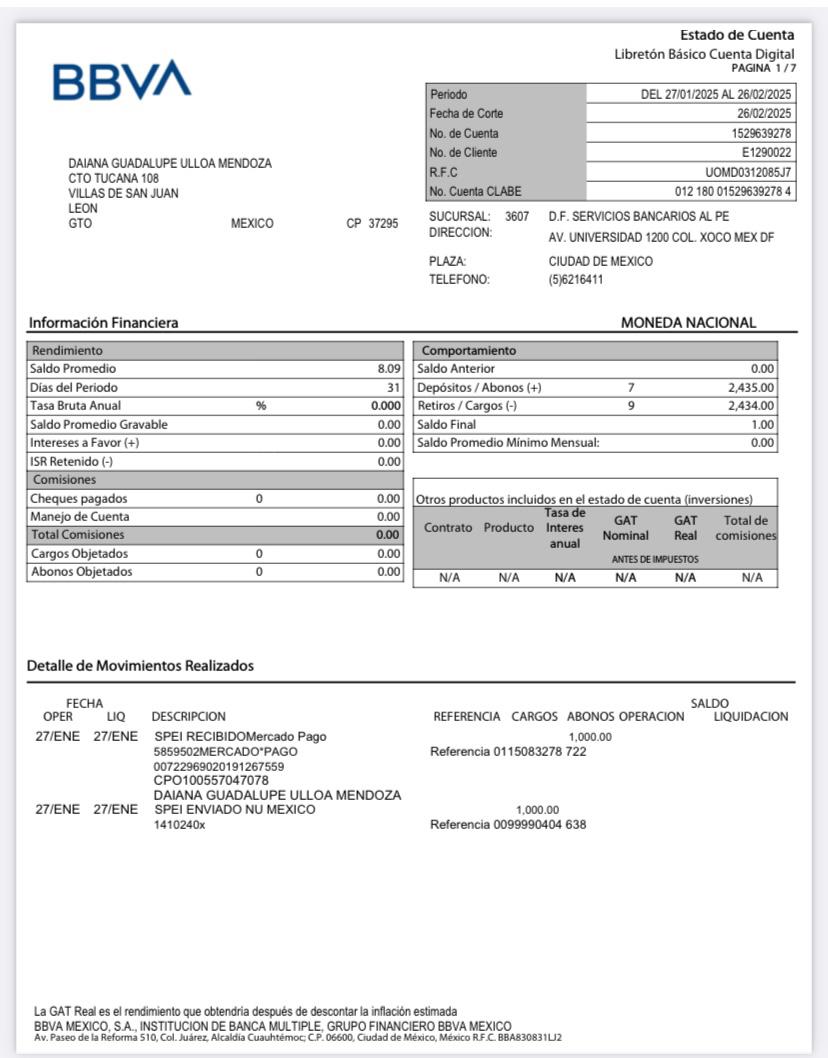 Estado de Cuenta
Libretón Básico Cuenta Digital
PAGINA 1 / 7
BBVA
Periodo DEL 27/01/2025 AL 26/02/2025
Fecha de Corte 26/02/2025
No. de Cuenta 1529639278
No. de Cliente E1290022
R.F.C UOMD0312085J7
No. Cuenta CLABE 012 180 01529639278 4
DAIANA GUADALUPE ULLOA MENDOZA
CTO TUCANA 108
VILLAS DE SAN JUAN
LEON
GTO MEXICO CP 37295
SUCURSAL: 3607 D.F. SERVICIOS BANCARIOS AL PE
DIRECCION: AV. UNIVERSIDAD 1200 COL. XOCO MEX DF
PLAZA: CIUDAD DE MEXICO
TELEFONO: (5)6216411
Información Financiera MONEDA NACIONAL
Rendimiento
Saldo Promedio 8.09
Días del Periodo 31
Tasa Bruta Anual % 0.000
Saldo Promedio Gravable 0.00
Intereses a Favor (+) 0.00
ISR Retenido (-) 0.00
Comisiones
Cheques pagados 0 0.00
Manejo de Cuenta 0.00
Total Comisiones 0.00
Cargos Objetados 0 0.00
Abonos Objetados 0 0.00
Comportamiento
Saldo Anterior 0.00
Depósitos / Abonos (+) 7 2,435.00
Retiros / Cargos (-) 9 2,434.00
Saldo Final 1.00
Saldo Promedio Mínimo Mensual: 0.00
Otros productos incluidos en el estado de cuenta (inversiones)
Contrato Producto Tasa de Interes anual GAT Nominal GAT Real Total de comisiones
ANTES DE IMPUESTOS
N/A N/A N/A N/A N/A N/A
Detalle de Movimientos Realizados
FECHA SALDO
OPER LIQ DESCRIPCION REFERENCIA CARGOS ABONOS OPERACION LIQUIDACION
27/ENE 27/ENE SPEI RECIBIDOMercado Pago 1,000.00
5859502MERCADO*PAGO Referencia 0115083278 722
00722969020191267559
CPO100557047078
DAIANA GUADALUPE ULLOA MENDOZA
27/ENE 27/ENE SPEI ENVIADO NU MEXICO 1,000.00
1410240x Referencia 0099990404 638
La GAT Real es el rendimiento que obtendría después de descontar la inflación estimada
BBVA MEXICO, S.A., INSTITUCION DE BANCA MULTIPLE, GRUPO FINANCIERO BBVA MEXICO
Av. Paseo de la Reforma 510, Col. Juárez, Alcaldía Cuauhtémoc; C.P. 06600, Ciudad de México, México R.F.C. BBA830831LJ2